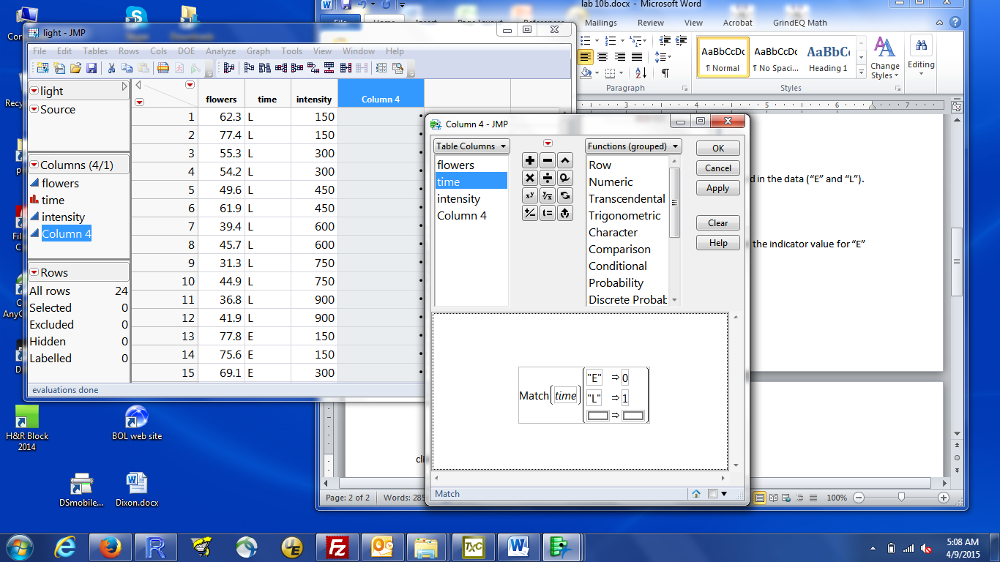 lab 10b.docx - Microsoft Word
File
Mailings
Review
View
Acrobat
GrindEQ Math
AaBbCcDc
AaBbCcDc
AaBbCc
¶ Normal
¶ No Spaci...
Heading 1
Change
Styles
Editing
Paragraph
Styles
3 4 5 6 7
light - JMP
File Edit Tables Rows Cols DOE Analyze Graph Tools View Window Help
light
Source
Columns (4/1)
flowers
time
intensity
Column 4
Rows
All rows 24
Selected 0
Excluded 0
Hidden 0
Labelled 0
flowers time intensity Column 4
1 62.3 L 150 •
2 77.4 L 150 •
3 55.3 L 300 •
4 54.2 L 300 •
5 49.6 L 450 •
6 61.9 L 450 •
7 39.4 L 600 •
8 45.7 L 600 •
9 31.3 L 750 •
10 44.9 L 750 •
11 36.8 L 900 •
12 41.9 L 900 •
13 77.8 E 150 •
14 75.6 E 150 •
15 69.1 E 300 •
evaluations done
Column 4 - JMP
Table Columns
flowers
time
intensity
Column 4
Functions (grouped)
Row
Numeric
Transcendental
Trigonometric
Character
Comparison
Conditional
Probability
Discrete Probab
OK
Cancel
Apply
Clear
Help
Match(time)
"E" ⇒ 0
"L" ⇒ 1
⇒
Match
d in the data (“E” and “L”).
the indicator value for “E”
cli
Page: 2 of 2
Words: 285
100%
H&R Block
2014
BOL web site
DSmobile...
Dixon.docx
Skype
Downloads
5:08 AM
4/9/2015